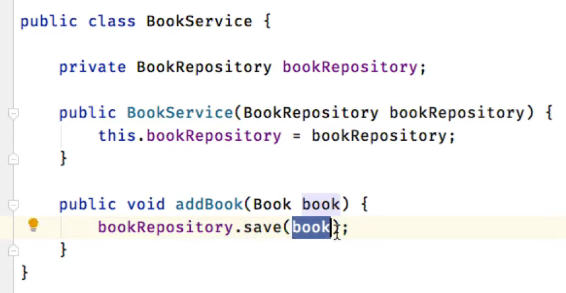 public class BookService {
private BookRepository bookRepository;
public BookService(BookRepository bookRepository) {
this.bookRepository = bookRepository;
}
public void addBook(Book book) {
bookRepository.save(book);
}
}